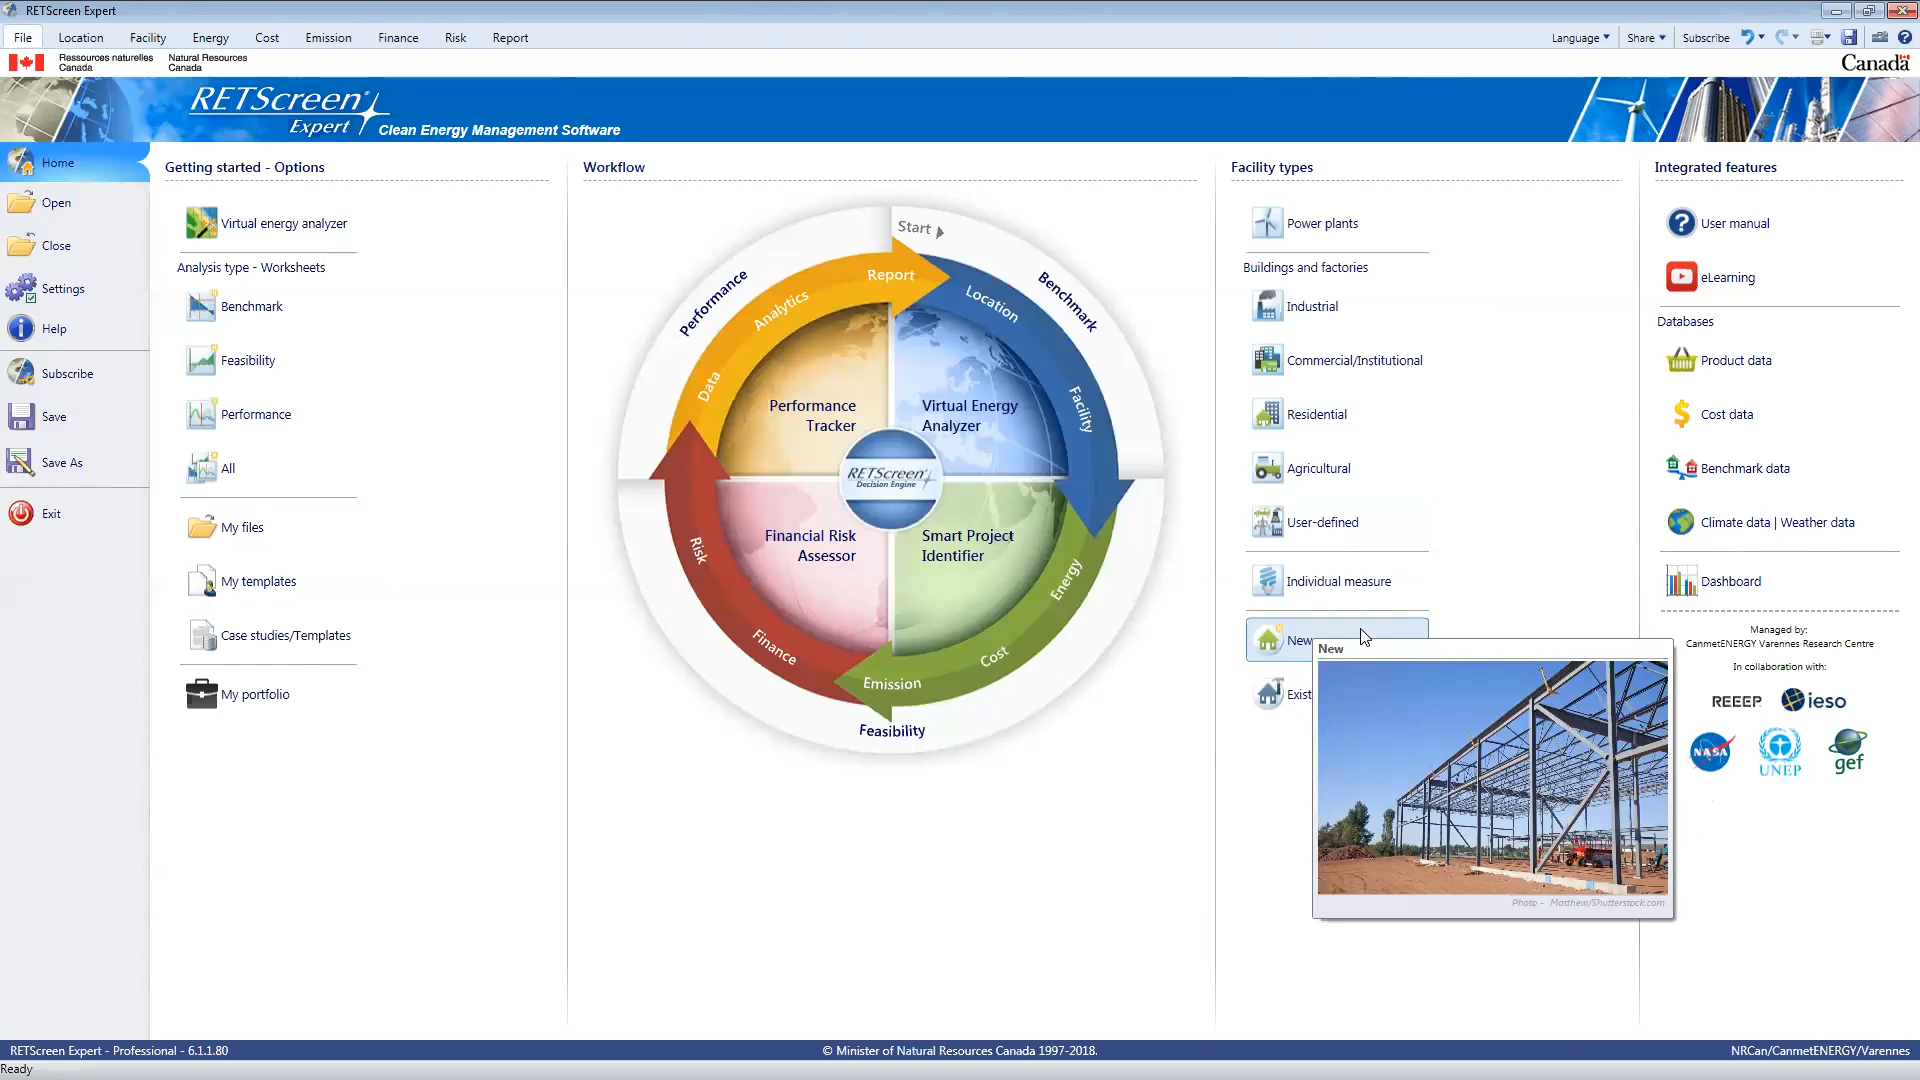 RETScreen Expert
File Location Facility Energy Cost Emission Finance Risk Report
Language Share Subscribe
Ressources naturelles Canada
Natural Resources Canada
Canada
RETScreen Expert
Clean Energy Management Software
Home
Open
Close
Settings
Help
Subscribe
Save
Save As
Exit
Getting started - Options
Virtual energy analyzer
Analysis type - Worksheets
Benchmark
Feasibility
Performance
All
My files
My templates
Case studies/Templates
My portfolio
Workflow
Start
Performance
Benchmark
Feasibility
Report
Location
Facility
Energy
Cost
Emission
Finance
Risk
Data
Analytics
Performance Tracker
Virtual Energy Analyzer
Financial Risk Assessor
Smart Project Identifier
RETScreen
Decision Engine
Facility types
Power plants
Buildings and factories
Industrial
Commercial/Institutional
Residential
Agricultural
User-defined
Individual measure
New
Exist
New
Photo - Matthew/Shutterstock.com
Integrated features
User manual
eLearning
Databases
Product data
Cost data
Benchmark data
Climate data | Weather data
Dashboard
Managed by:
CanmetENERGY Varennes Research Centre
In collaboration with:
REEEP
ieso
NASA
UNEP
gef
RETScreen Expert - Professional - 6.1.1.80
© Minister of Natural Resources Canada 1997-2018.
NRCan/CanmetENERGY/Varennes
Ready